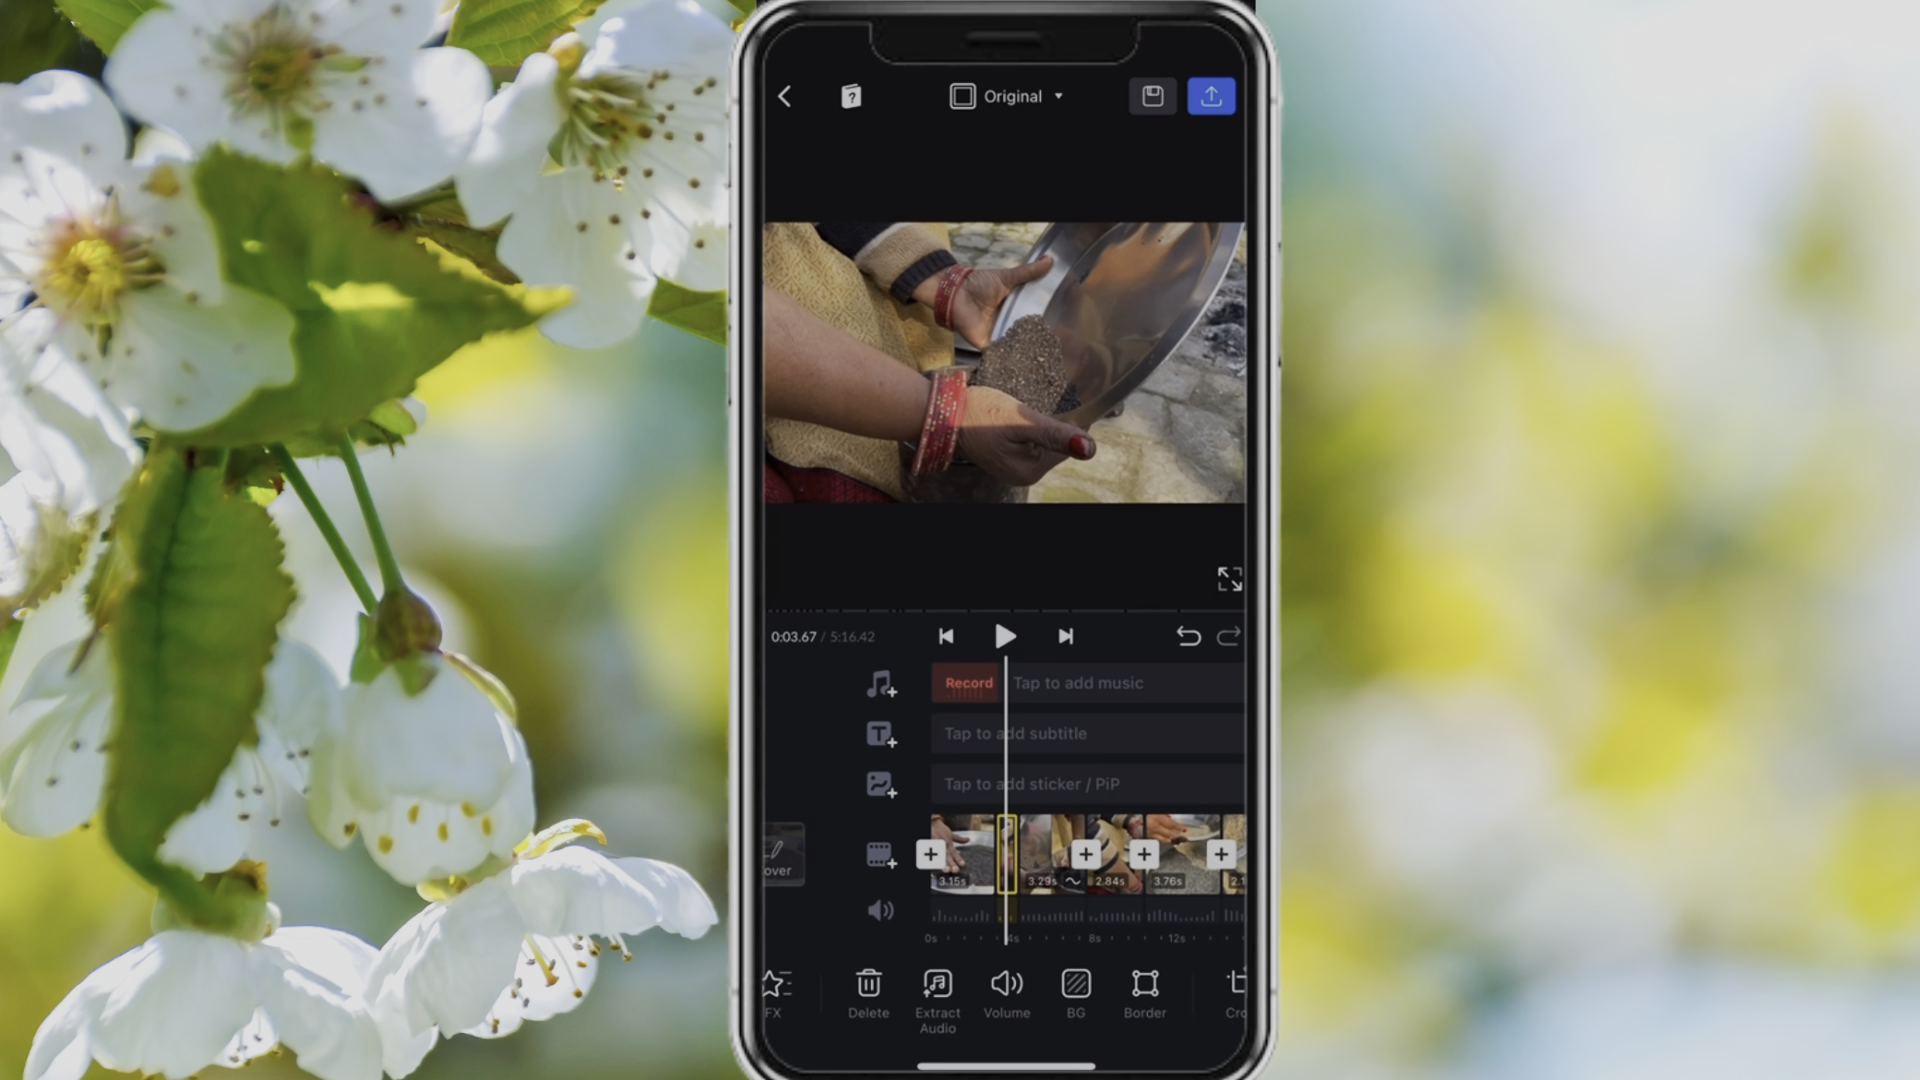 Original
0:03.67 / 5:16.42
Record Tap to add music
Tap to add subtitle
Tap to add sticker / PiP
over
3.15s 3.29s 2.84s 3.76s 2.1
0s 4s 8s 12s
FX Delete Extract Audio Volume BG Border Cro